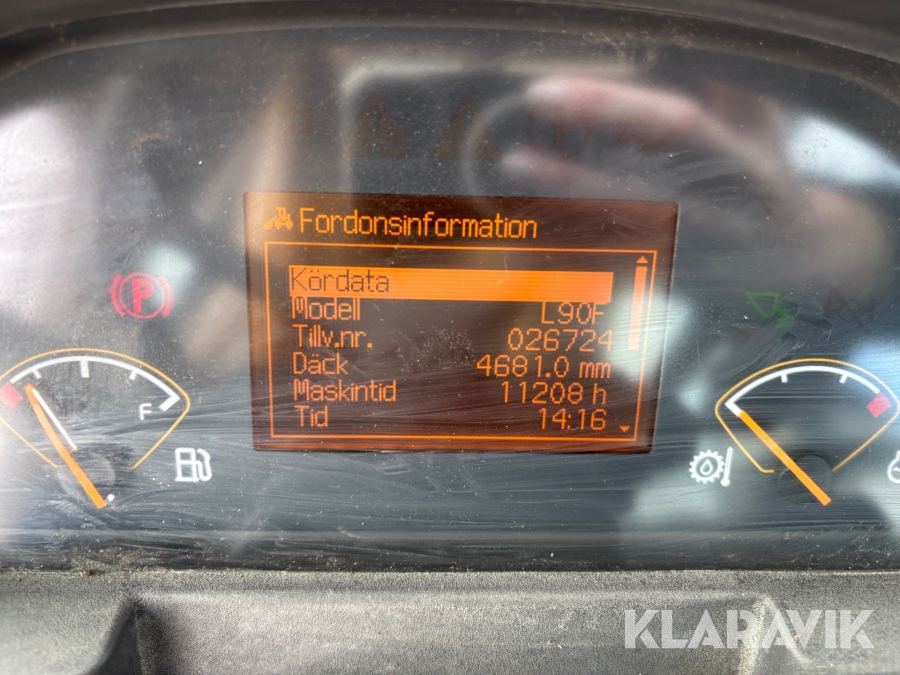 Fordonsinformation
Kördata
Modell L90F
Tillv.nr. 026724
Däck 4681.0 mm
Maskintid 11208 h
Tid 14:16
P
F
KLARAVIK